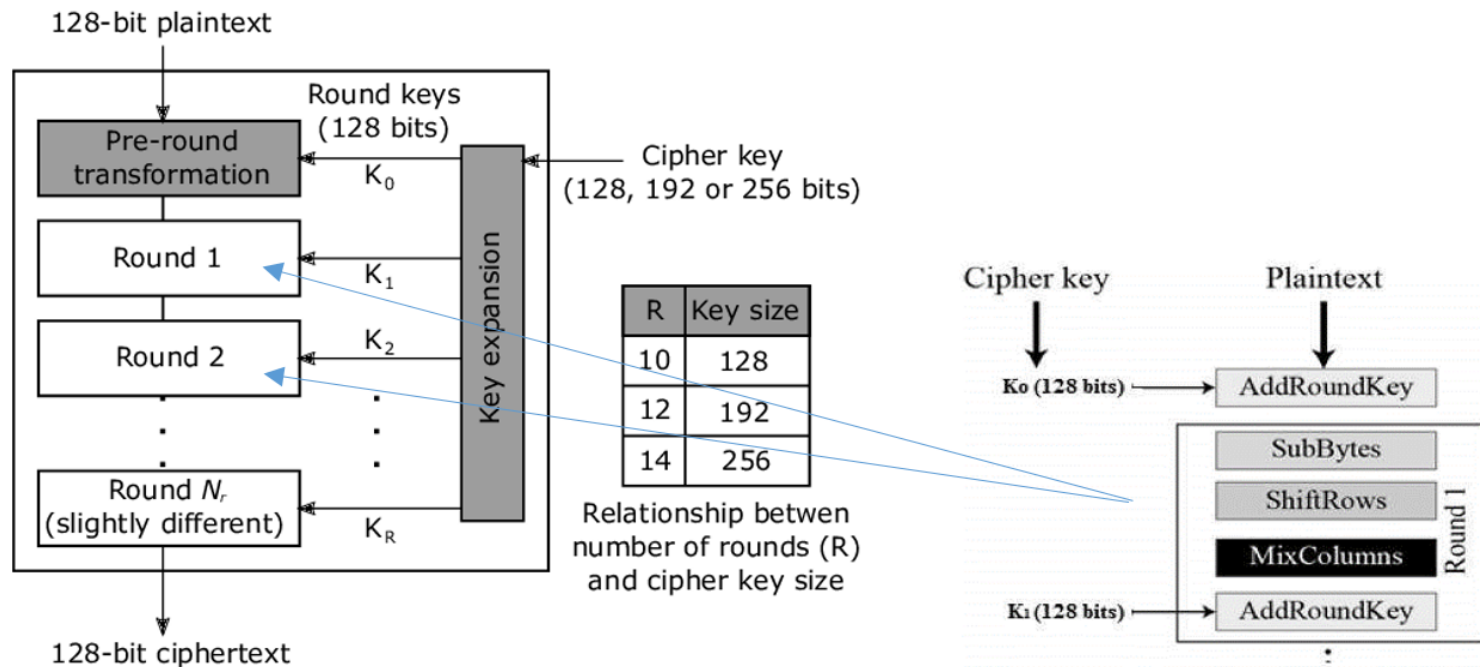 128-bit plaintext
Round keys
(128 bits)
Pre-round
transformation
K0
Cipher key
(128, 192 or 256 bits)
Round 1
K1
Round 2
K2
Key expansion
Round Nr
(slightly different)
KR
128-bit ciphertext
R Key size
10 128
12 192
14 256
Relationship betwen
number of rounds (R)
and cipher key size
Cipher key
Plaintext
K0 (128 bits)
AddRoundKey
SubBytes
ShiftRows
MixColumns
Round 1
K1 (128 bits)
AddRoundKey